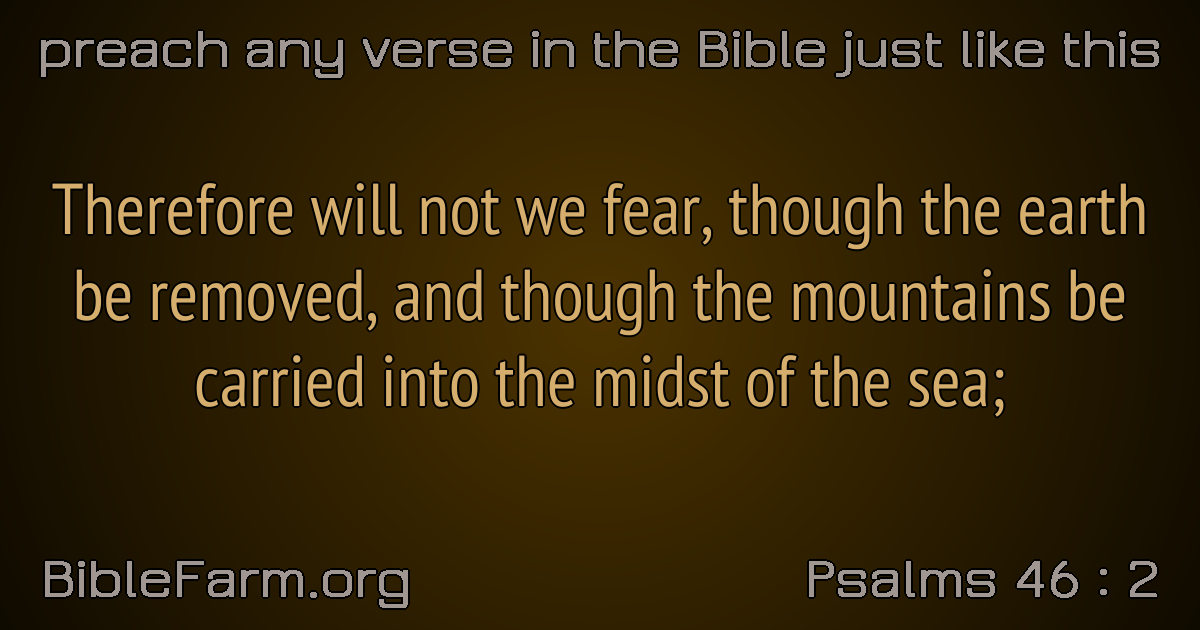 preach any verse in the Bible just like this
Therefore will not we fear, though the earth
be removed, and though the mountains be
carried into the midst of the sea;
BibleFarm.org
Psalms 46 : 2